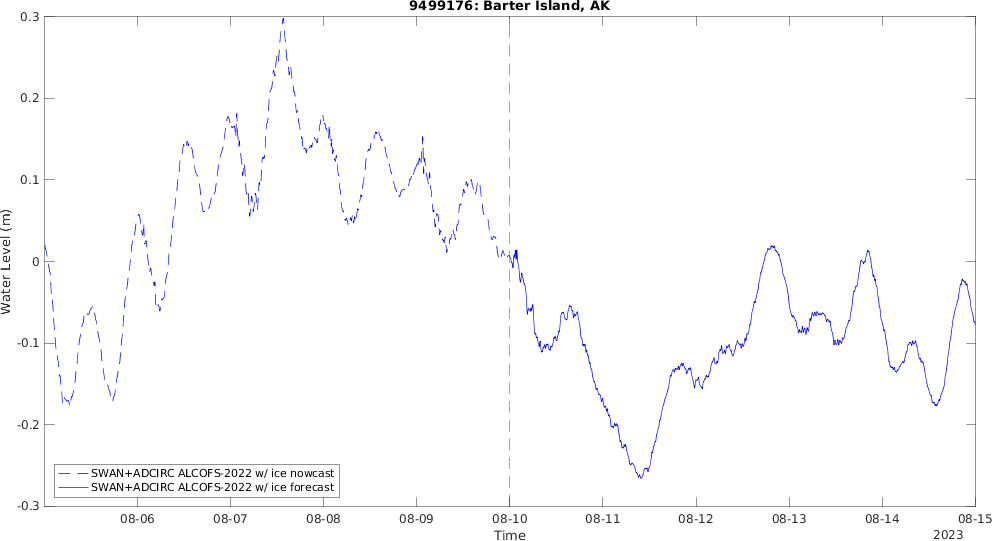 9499176: Barter Island, AK
0.3
0.2
0.1
0
-0.1
-0.2
-0.3
Water Level (m)
SWAN+ADCIRC ALCOFS-2022 w/ ice nowcast
SWAN+ADCIRC ALCOFS-2022 w/ ice forecast
08-06 08-07 08-08 08-09 08-10 08-11 08-12 08-13 08-14 08-15
Time
2023